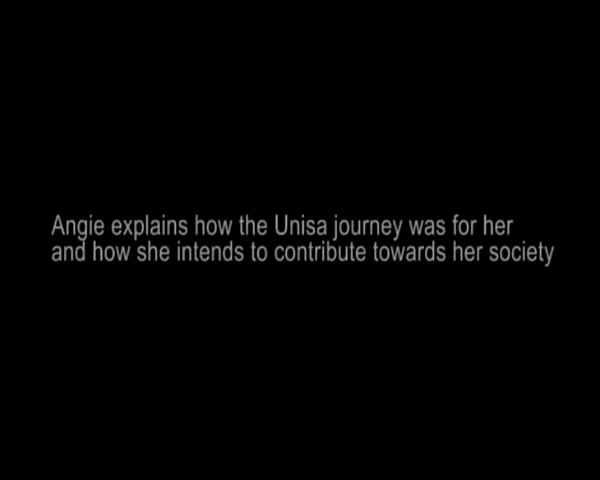 Angie explains how the Unisa journey was for her
and how she intends to contribute towards her society